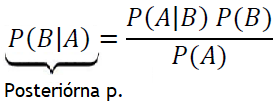 P(B|A) = P(A|B) P(B) / P(A)
Posteriórna p.